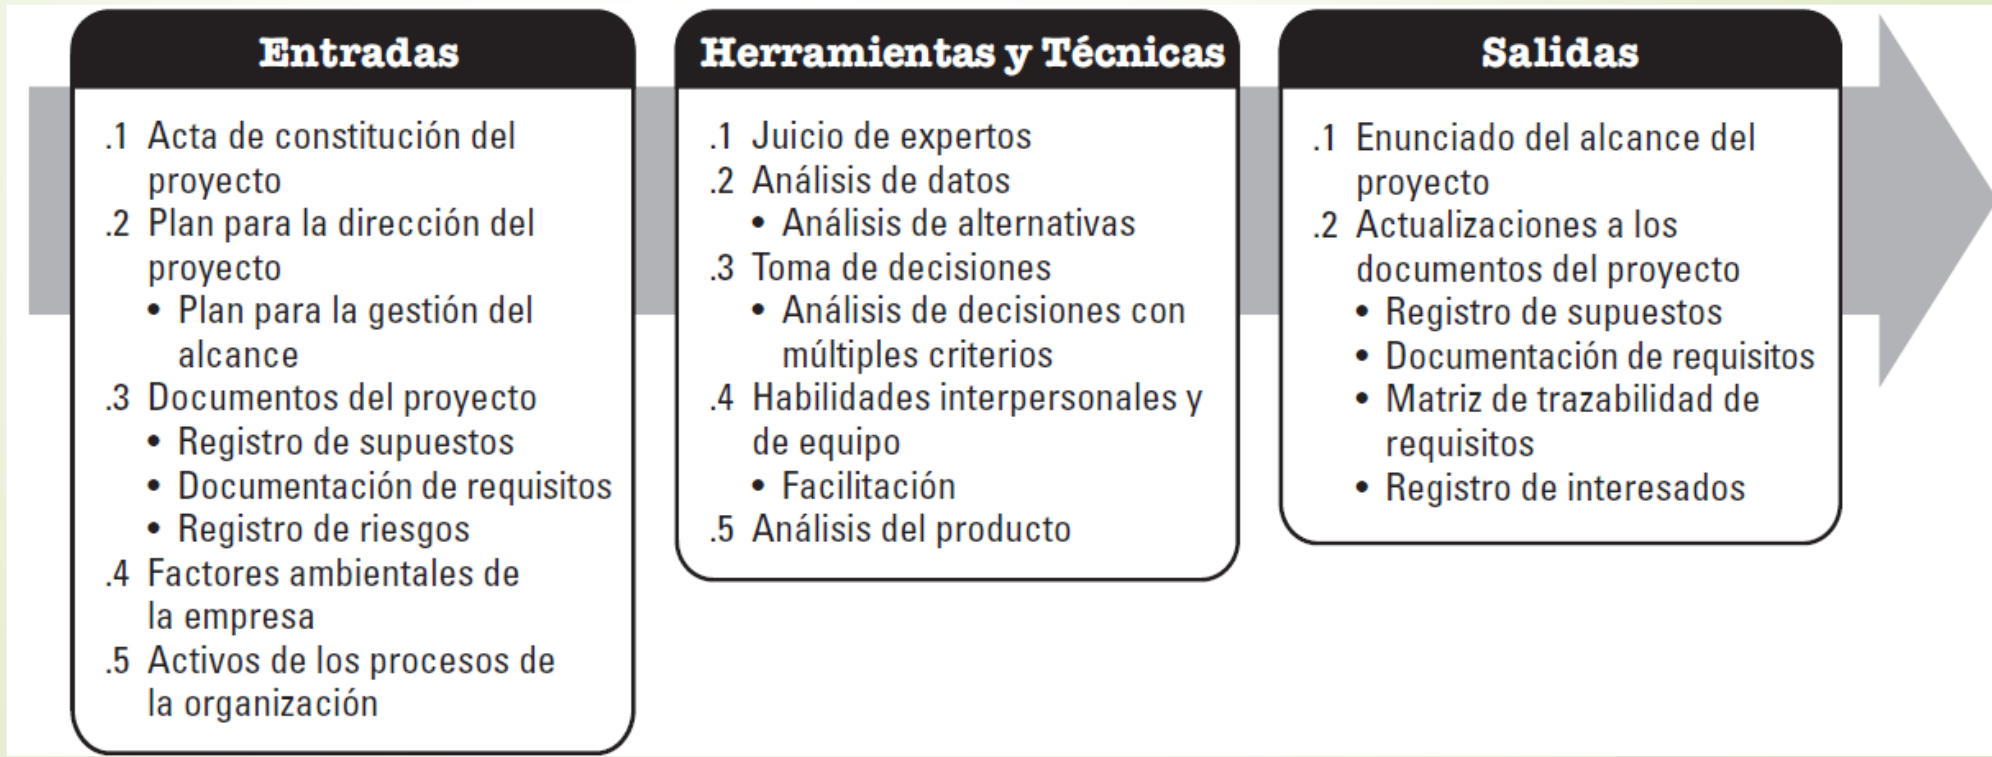 Entradas
.1 Acta de constitución del
proyecto
.2 Plan para la dirección del
proyecto
• Plan para la gestión del
alcance
.3 Documentos del proyecto
• Registro de supuestos
• Documentación de requisitos
• Registro de riesgos
.4 Factores ambientales de
la empresa
.5 Activos de los procesos de
la organización
Herramientas y Técnicas
.1 Juicio de expertos
.2 Análisis de datos
• Análisis de alternativas
.3 Toma de decisiones
• Análisis de decisiones con
múltiples criterios
.4 Habilidades interpersonales y
de equipo
• Facilitación
.5 Análisis del producto
Salidas
.1 Enunciado del alcance del
proyecto
.2 Actualizaciones a los
documentos del proyecto
• Registro de supuestos
• Documentación de requisitos
• Matriz de trazabilidad de
requisitos
• Registro de interesados